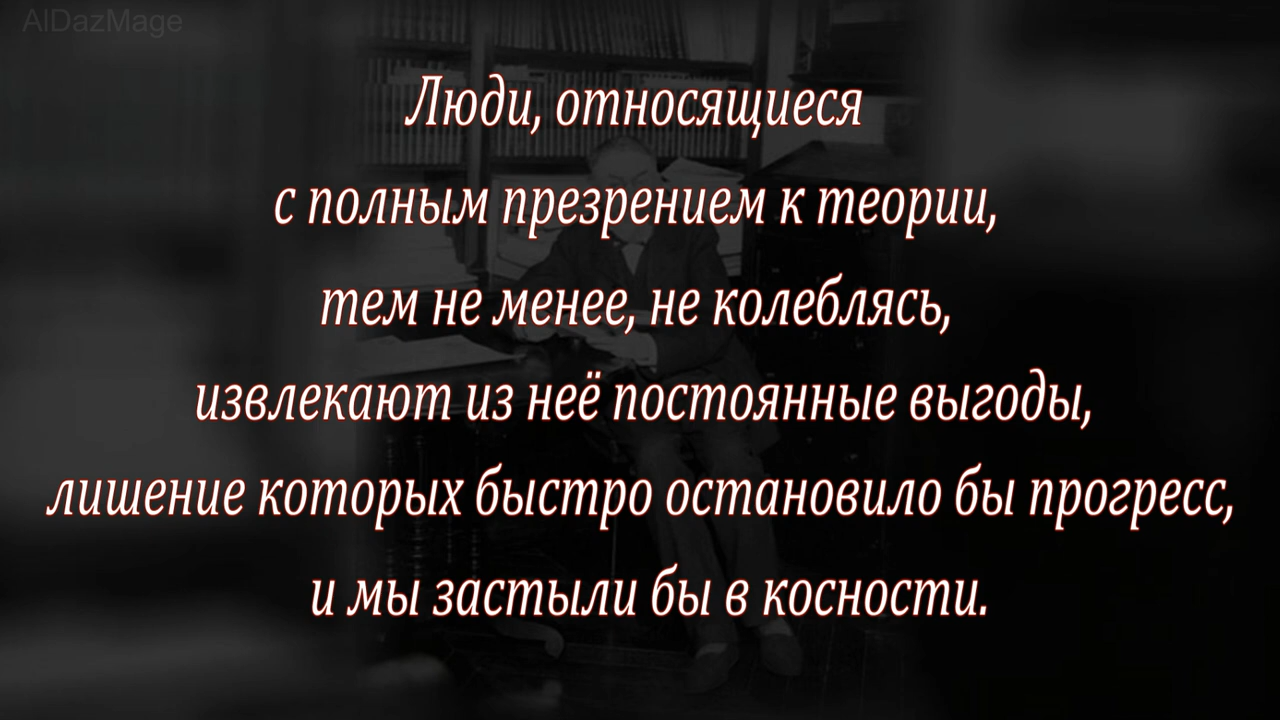 AlDazMage
Люди, относящиеся
с полным презрением к теории,
тем не менее, не колеблясь,
извлекают из неё постоянные выгоды,
лишение которых быстро остановило бы прогресс,
и мы застыли бы в косности.